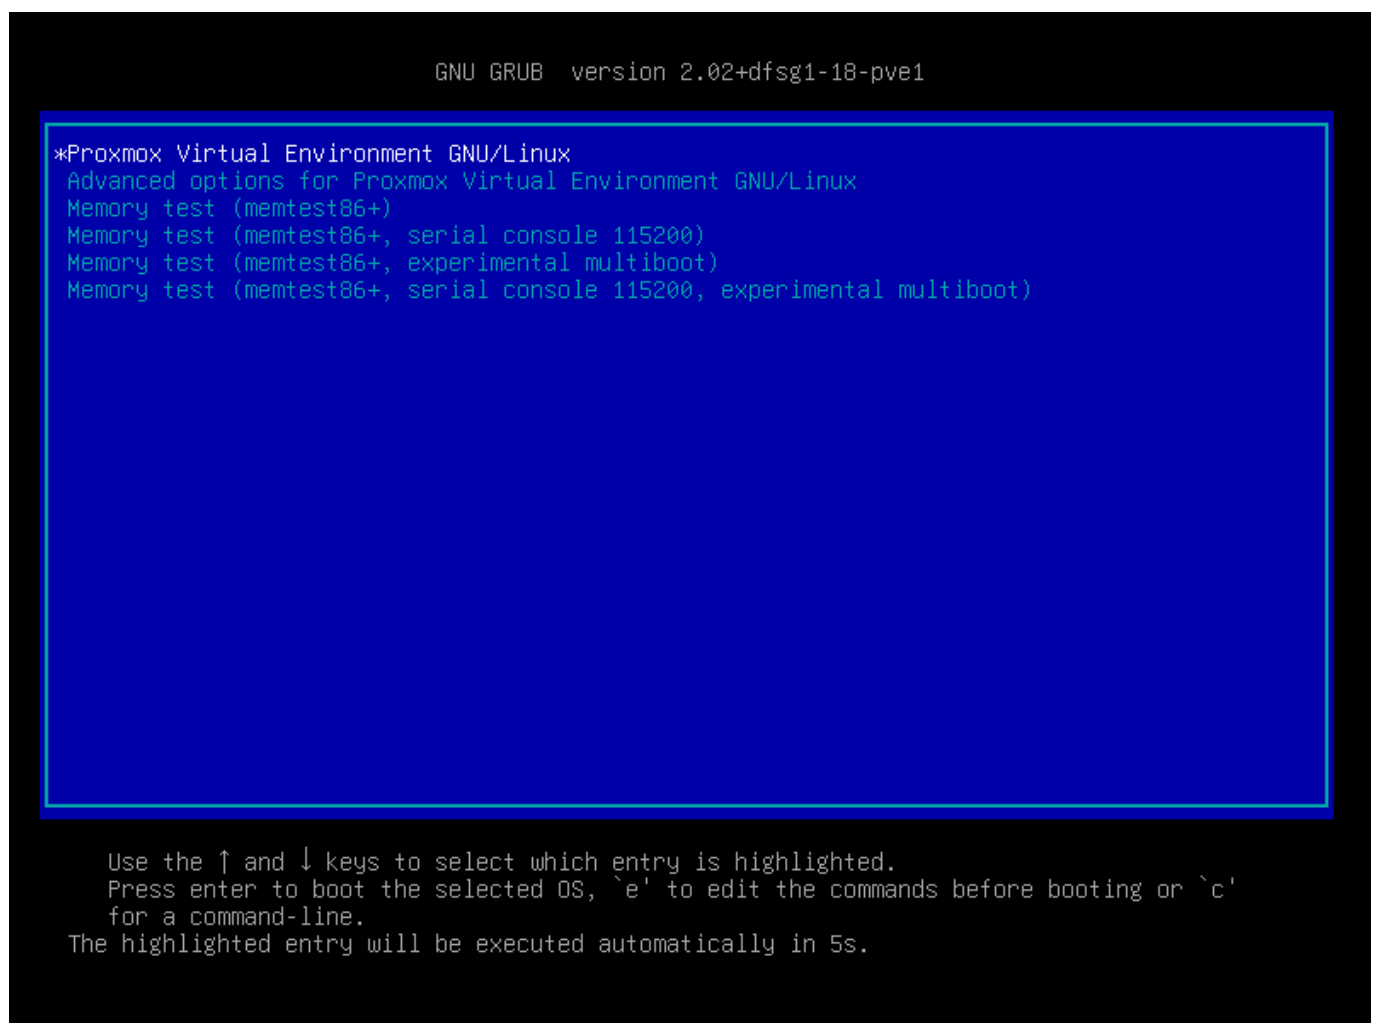 GNU GRUB  version 2.02+dfsg1-18-pve1
*Proxmox Virtual Environment GNU/Linux
Advanced options for Proxmox Virtual Environment GNU/Linux
Memory test (memtest86+)
Memory test (memtest86+, serial console 115200)
Memory test (memtest86+, experimental multiboot)
Memory test (memtest86+, serial console 115200, experimental multiboot)
Use the ↑ and ↓ keys to select which entry is highlighted.
Press enter to boot the selected OS, `e' to edit the commands before booting or `c'
for a command-line.
The highlighted entry will be executed automatically in 5s.